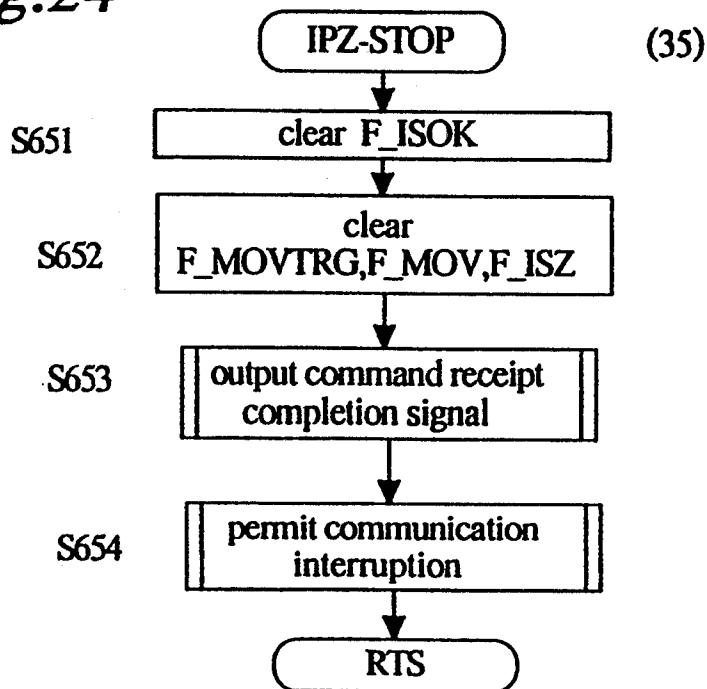 g.24
IPZ-STOP
(35)
S651
clear F_ISOK
S652
clear
F_MOVTRG,F_MOV,F_ISZ
S653
output command receipt
completion signal
S654
permit communication
interruption
RTS